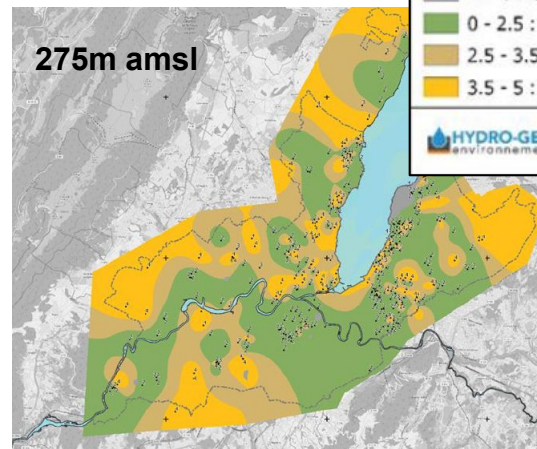 275m amsl
0 - 2.5 :
2.5 - 3.5
3.5 - 5 :
HYDRO-GE
environneme